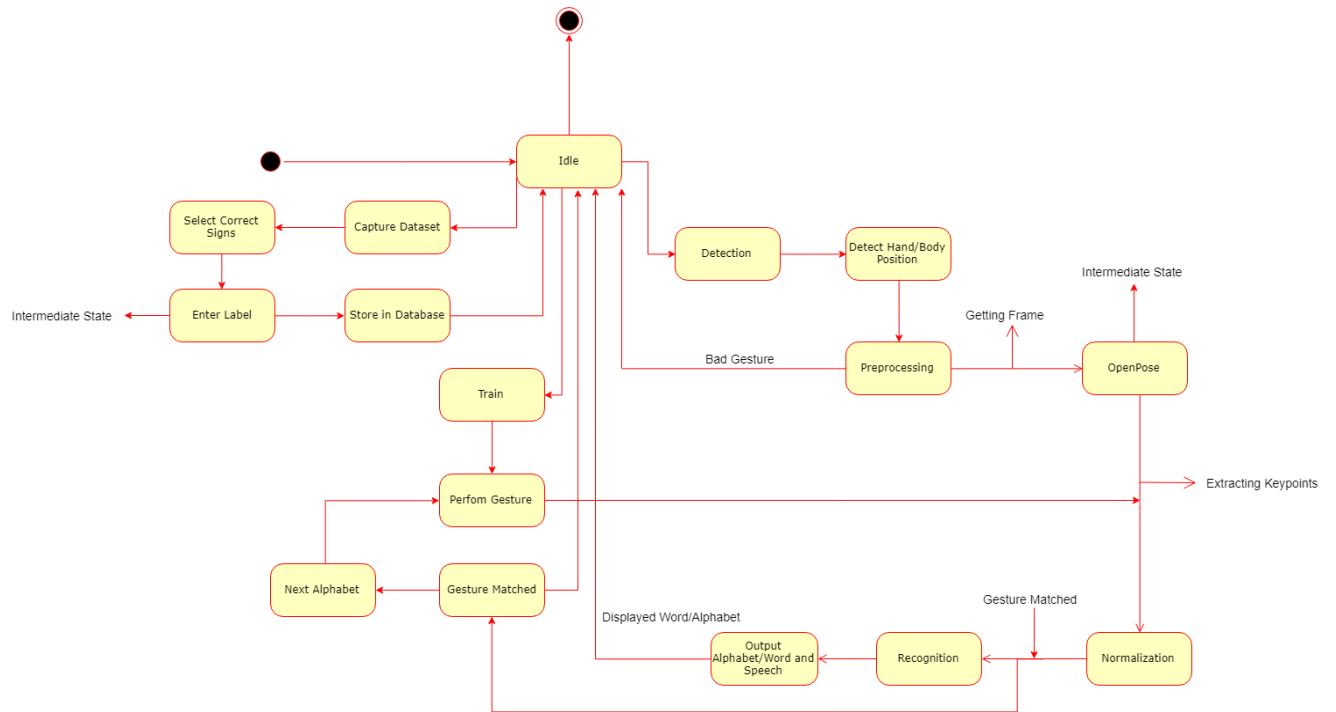 Idle
Select Correct
Signs
Capture Dataset
Detection
Detect Hand/Body
Position
Intermediate State
Intermediate State
Enter Label
Store in Database
Getting Frame
Bad Gesture
Preprocessing
OpenPose
Train
Extracting Keypoints
Perfom Gesture
Next Alphabet
Gesture Matched
Gesture Matched
Displayed Word/Alphabet
Output
Alphabet/Word and
Speech
Recognition
Normalization